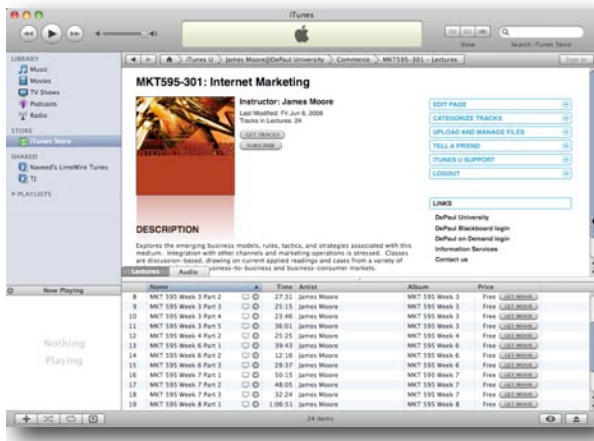 iTunes
View
Search iTunes Store
iTunes U
James Moore@DePaul University
Commerce
MKT595-301 - Lectures
Sign In
LIBRARY
Music
Movies
TV Shows
Podcasts
Radio
STORE
iTunes Store
SHARED
Naveed's LimeWire Tunes
TJ
PLAYLISTS
Now Playing
Nothing
Playing
MKT595-301: Internet Marketing
Instructor: James Moore
Last Modified: Fri Jun 6, 2008
Tracks in Lectures: 24
GET TRACKS
SUBSCRIBE
DESCRIPTION
Explores the emerging business models, rules, tactics, and strategies associated with this
medium. Integration with other channels and marketing operations is stressed. Classes
are discussion-based, drawing on current applied readings and cases from a variety of
business-to-business and business-consumer markets.
EDIT PAGE
CATEGORIZE TRACKS
UPLOAD AND MANAGE FILES
TELL A FRIEND
ITUNES U SUPPORT
LOGOUT
LINKS
DePaul University
DePaul Blackboard login
DePaul on Demand login
Information Services
Contact us
Lectures Audio
Name Time Artist Album Price
8 MKT 595 Week 3 Part 2 27:31 James Moore MKT 595 Week 3 Free GET MOVIE
9 MKT 595 Week 3 Part 3 25:15 James Moore MKT 595 Week 3 Free GET MOVIE
10 MKT 595 Week 3 Part 4 23:46 James Moore MKT 595 Week 3 Free GET MOVIE
11 MKT 595 Week 3 Part 5 36:01 James Moore MKT 595 Week 3 Free GET MOVIE
12 MKT 595 Week 4 Part 2 25:25 James Moore MKT 595 Week 4 Free GET MOVIE
13 MKT 595 Week 6 Part 1 39:43 James Moore MKT 595 Week 6 Free GET MOVIE
14 MKT 595 Week 6 Part 2 12:16 James Moore MKT 595 Week 6 Free GET MOVIE
15 MKT 595 Week 6 Part 3 29:37 James Moore MKT 595 Week 6 Free GET MOVIE
16 MKT 595 Week 7 Part 1 50:15 James Moore MKT 595 Week 7 Free GET MOVIE
17 MKT 595 Week 7 Part 2 48:05 James Moore MKT 595 Week 7 Free GET MOVIE
18 MKT 595 Week 7 Part 3 32:24 James Moore MKT 595 Week 7 Free GET MOVIE
19 MKT 595 Week 8 Part 1 1:06:51 James Moore MKT 595 Week 8 Free GET MOVIE
24 items